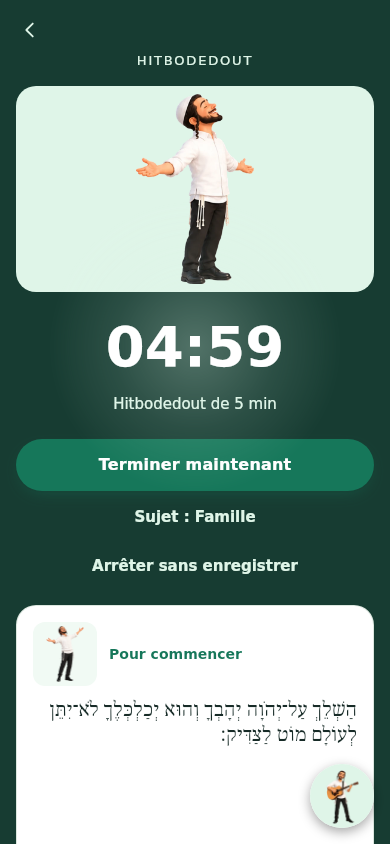 HITBODEDOUT
04:59
Hitbodedout de 5 min
Terminer maintenant
Sujet : Famille
Arrêter sans enregistrer
Pour commencer
הַשְׁלֵךְ עַל־יְהֹוָה יְהָבְךָ וְהוּא יְכַלְכְּלֶךָ לֹא־יִתֵּן
לְעוֹלָם מוֹט לַצַּדִּיק׃